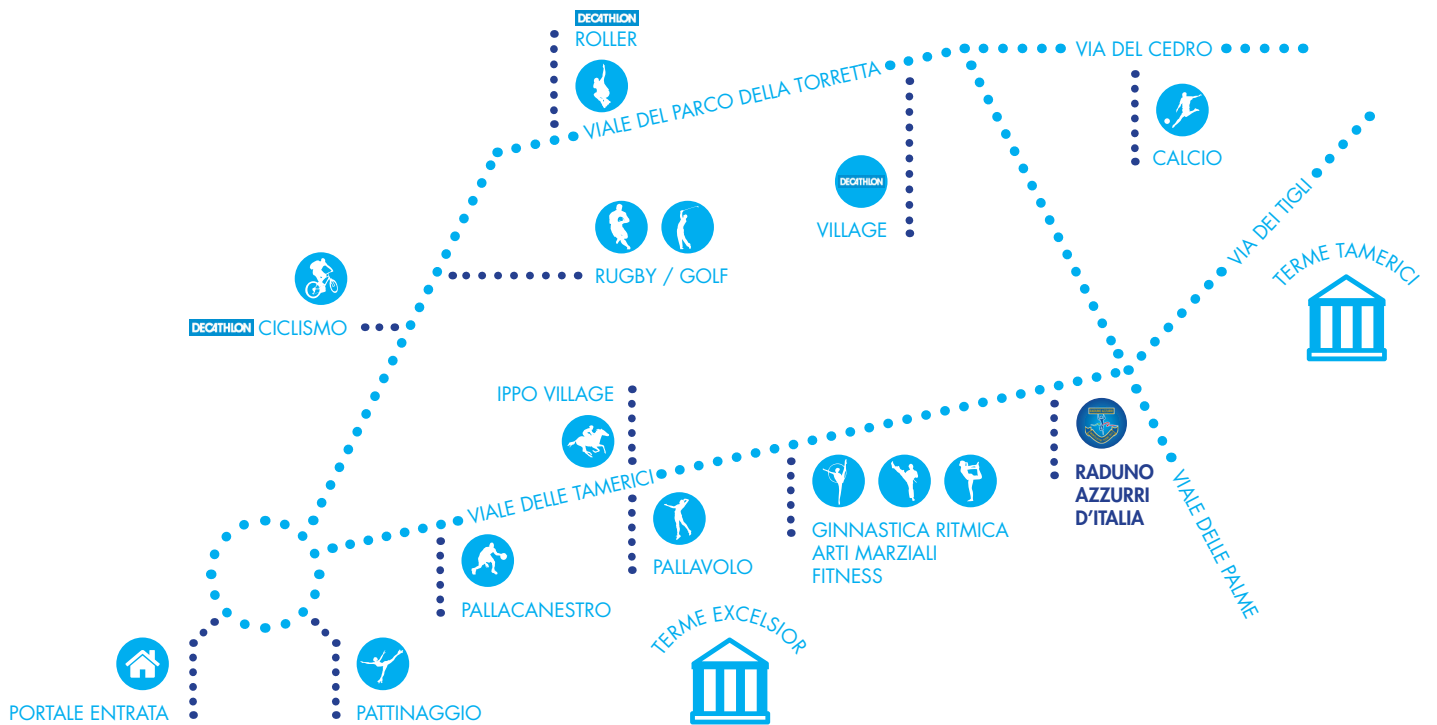 DECATHLON
ROLLER
VIALE DEL PARCO DELLA TORRETTA
VIA DEL CEDRO
CALCIO
DECATHLON
VILLAGE
VIA DEI TIGLI
TERME TAMERICI
RUGBY / GOLF
DECATHLON CICLISMO
IPPO VILLAGE
VIALE DELLE TAMERICI
RADUNO
AZZURRI
D'ITALIA
VIALE DELLE PALME
GINNASTICA RITMICA
ARTI MARZIALI
FITNESS
PALLAVOLO
PALLACANESTRO
TERME EXCELSIOR
PORTALE ENTRATA
PATTINAGGIO